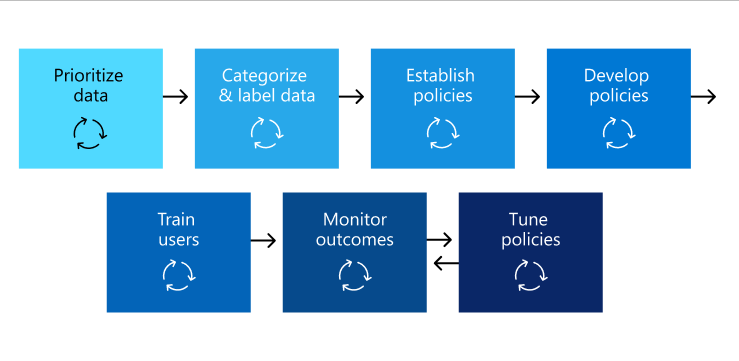 Prioritize
data
Categorize
& label data
Establish
policies
Develop
policies
Train
users
Monitor
outcomes
Tune
policies